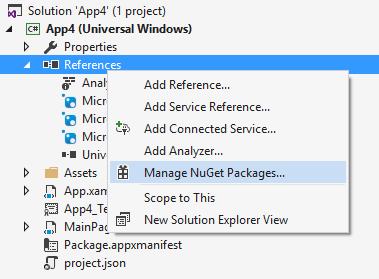 Solution 'App4' (1 project)
App4 (Universal Windows)
Properties
References
Analy
Add Reference...
Micr
Add Service Reference...
Micr
Add Connected Service...
Micr
Add Analyzer...
Unive
Manage NuGet Packages...
Assets
App.xam
Scope to This
App4_Te
New Solution Explorer View
MainPag
Package.appxmanifest
project.json